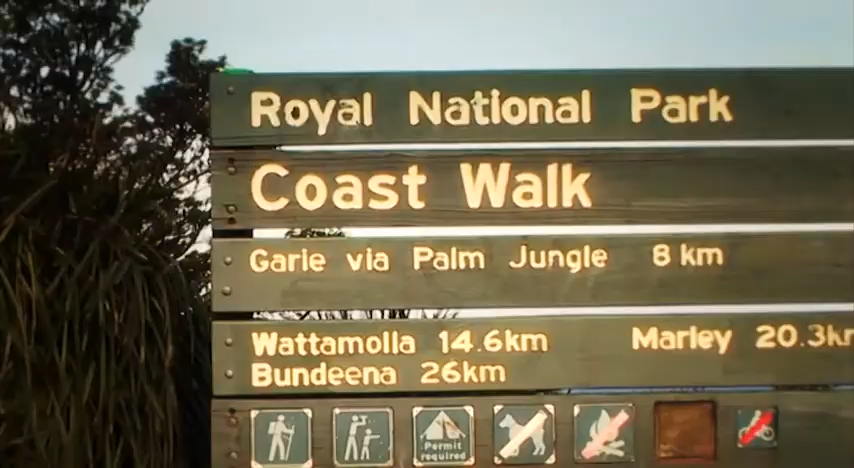 Royal National Park
Coast Walk
Garie via Palm Jungle 8 km
Wattamolla 14.6km Marley 20.3km
Bundeena 26km
Permit
required